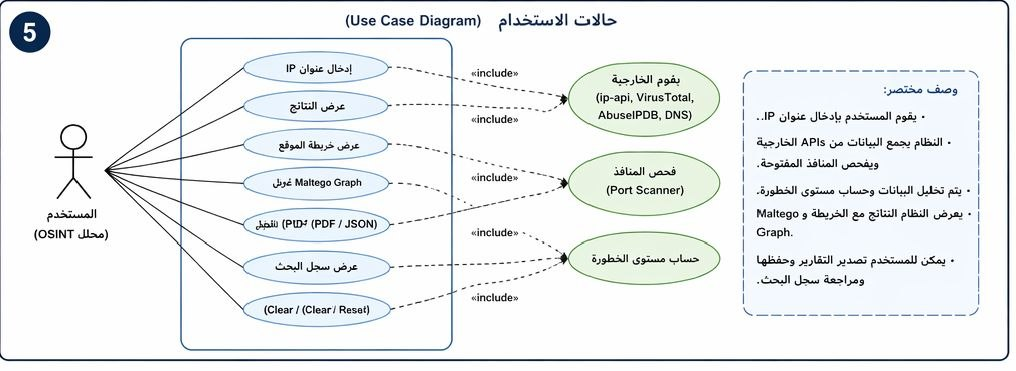 5
حالات الاستخدام (Use Case Diagram)
إدخال عنوان IP
عرض النتائج
عرض خريطة الموقع
Maltego Graph
(PDF / JSON)
عرض سجل البحث
(Clear / (Clear / Reset)
المستخدم
(محلل OSINT)
«include»
«include»
«include»
«include»
«include»
بقوم الخارجية
(ip-api, VirusTotal,
AbuseIPDB, DNS)
فحص المنافذ
(Port Scanner)
حساب مستوى الخطورة
وصف مختصر:
• يقوم المستخدم بإدخال عنوان IP..
• النظام يجمع البيانات من APIs الخارجية
ويفحص المنافذ المفتوحة.
• يتم تحليل البيانات وحساب مستوى الخطورة.
• يعرض النظام النتائج مع الخريطة و Maltego
Graph.
• يمكن للمستخدم تصدير التقارير وحفظها
ومراجعة سجل البحث.